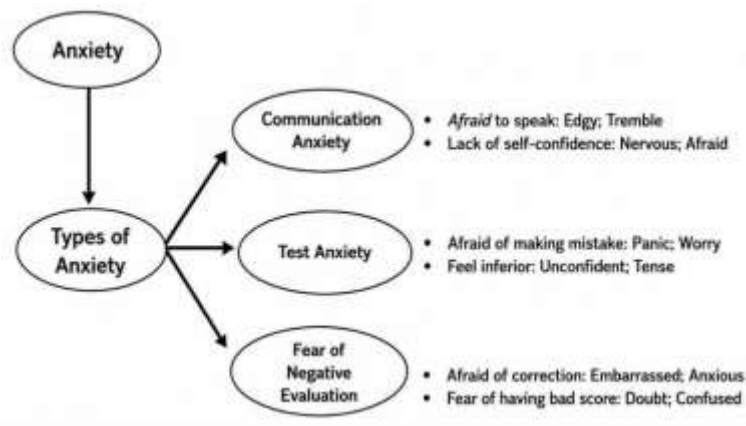 Anxiety
Types of
Anxiety
Communication
Anxiety
• Afraid to speak: Edgy; Tremble
• Lack of self-confidence: Nervous; Afraid
Test Anxiety
• Afraid of making mistake: Panic; Worry
• Feel inferior: Unconfident; Tense
Fear of
Negative
Evaluation
• Afraid of correction: Embarrassed; Anxious
• Fear of having bad score: Doubt; Confused